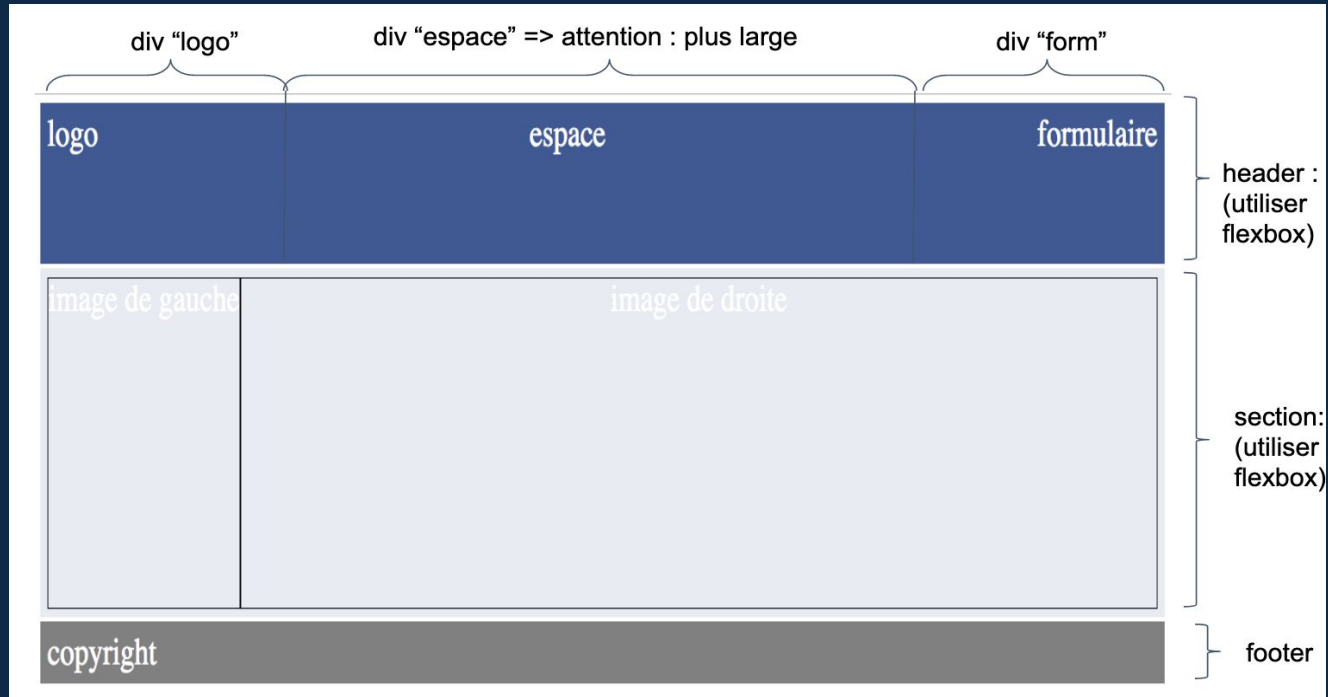 div “logo”
div “espace” => attention : plus large
div “form”
logo
espace
formulaire
header :
(utiliser
flexbox)
image de gauche
image de droite
section:
(utiliser
flexbox)
copyright
footer